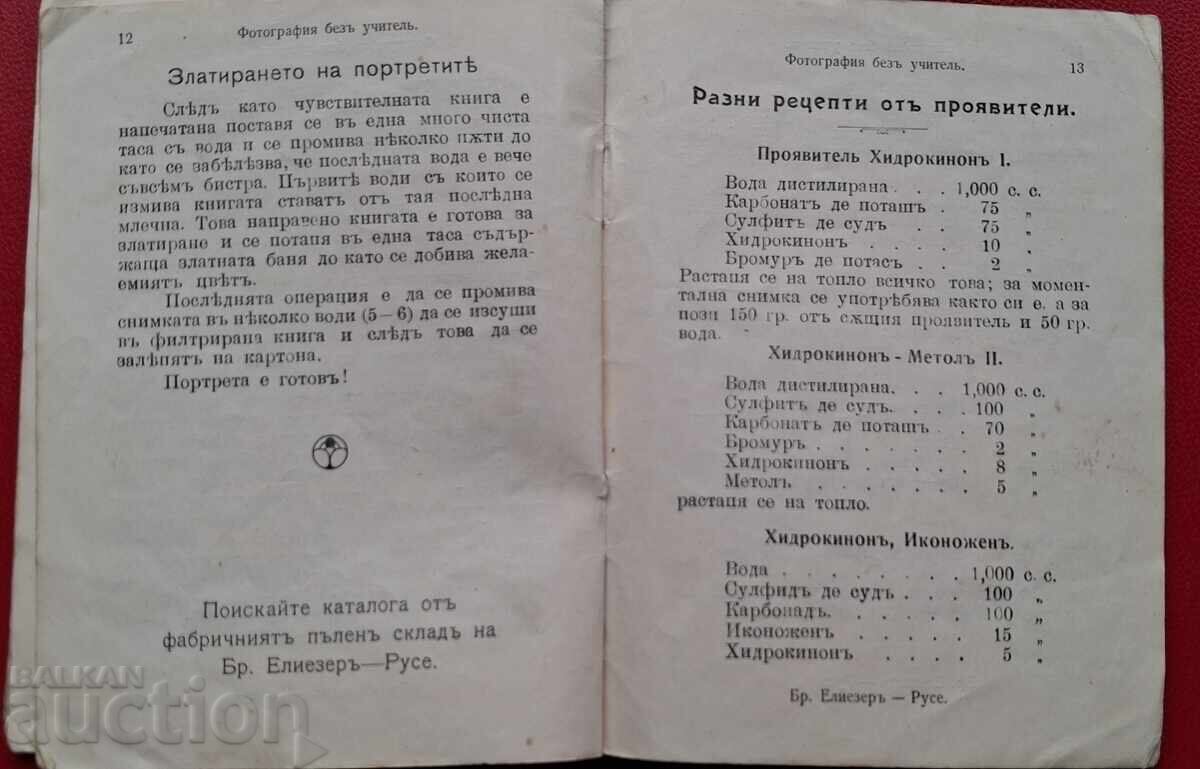 12
Фотография безъ учитель.
Златирането на портретитѣ
Слѣдъ като чувствителната книга е
напечатана поставя се въ една много чиста
таса съ вода и се промива нѣколко пѫти до
като се забѣлѣзва, че послѣдната вода е вече
съвсѣмъ бистра. Първитѣ води съ които се
измива книгата ставатъ отъ тая послѣдна
млечна. Това направено книгата е готова за
златиране и се потапя въ една таса съдър-
жаща златната баня до като се добива жела-
емиятъ цвѣтъ.
Послѣдня операция е да се промива
снимката въ нѣколко води (5—6) да се изсуши
въ филтрирана книга и слѣдъ това да се
залѣпятъ на картона.
Портрета е готовъ!
Поискайте каталога отъ
фабричниятъ пъленъ складъ на
Бр. Елиезеръ—Русе.
Фотография безъ учитель.
13
Разни рецепти отъ проявители.
Проявитель Хидрокинонъ I.
Вода дистилирана . . . 1,000 с. с.
Карбонатъ де поташъ . 75 „
Сулфитъ де судъ . . 75 „
Хидрокинонъ . . . . 10 „
Бромуръ де потасъ . . 2 „
Растапя се на топло всичко това; за момен-
тална снимка се употрѣбява както си е, а за
пози 150 гр. отъ сѫщия проявитель и 50 гр.
вода.
Хидрокинонъ - Метолъ II.
Вода дистилирана. . . 1,000 с. с.
Сулфитъ де судъ. . . 100 „
Карбонатъ де поташъ . . 70 „
Бромуръ . . . . . . 2 „
Хидрокинонъ . . . . . 8 „
Метолъ . . . . . . . 5 „
растапя се на топло.
Хидрокинонъ, Иконоженъ.
Вода . . . . . . . . 1,000 с. с.
Сулфидъ де судъ . . . 100 „
Карбонадъ. . . . . . 100 „
Иконоженъ . . . . . 15 „
Хидрокинонъ . . . . . 5 „
Бр. Елиезеръ — Русе.
BALKAN
auction